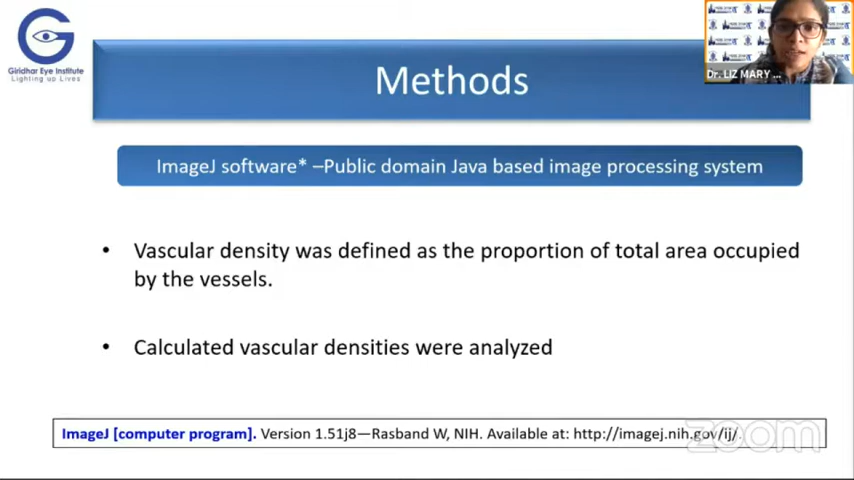 Giridhar Eye Institute
Lighting up Lives
Methods
Dr. LIZ MARY ...
ImageJ software* –Public domain Java based image processing system
• Vascular density was defined as the proportion of total area occupied
by the vessels.
• Calculated vascular densities were analyzed
ImageJ [computer program]. Version 1.51j8—Rasband W, NIH. Available at: http://imagej.nih.gov/ij/.
zoom